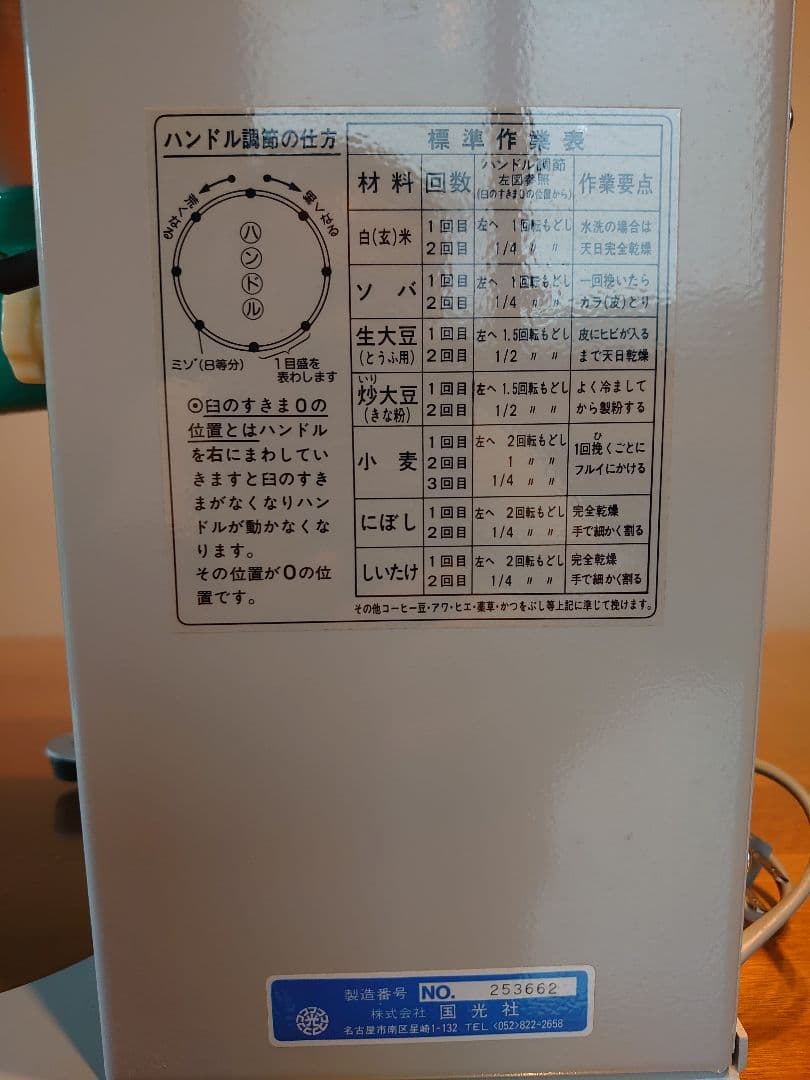 ハンドル調節の仕方
荒くなる
堅くなる
ハンドル
ミゾ(8等分)
1目盛を
表わします
⊙臼のすきま0の
位置とはハンドル
を右にまわしてい
きますと臼のすき
まがなくなりハン
ドルが動かなくな
ります。
その位置が0の位
置です。
標準作業表
材料 回数 ハンドル調節 左図参照 (臼のすきま0の位置から) 作業要点
白(玄)米 1回目 左へ 1回転もどし 水洗の場合は
2回目 1/4 〃 〃 天日完全乾燥
ソバ 1回目 左へ 1回転もどし 一回挽いたら
2回目 1/4 〃 〃 カラ(皮)とり
生大豆 1回目 左へ 1.5回転もどし 皮にヒビが入る
(とうふ用) 2回目 1/2 〃 〃 まで天日乾燥
いり
炒大豆 1回目 左へ 1.5回転もどし よく冷まして
(きな粉) 2回目 1/2 〃 〃 から製粉する
小麦 1回目 左へ 2回転もどし
ひ
1回挽くごとに
2回目 1 〃 〃 フルイにかける
3回目 1/4 〃 〃
にぼし 1回目 左へ 2回転もどし 完全乾燥
2回目 1/4 〃 〃 手で細かく割る
しいたけ 1回目 左へ 2回転もどし 完全乾燥
2回目 1/4 〃 〃 手で細かく割る
その他コーヒー豆・アワ・ヒエ・薬草・かつをぶし等上記に準じて挽けます。
製造番号 NO. 253662
株式会社 国光社
名古屋市南区星崎1-132 TEL〈052〉822-2658